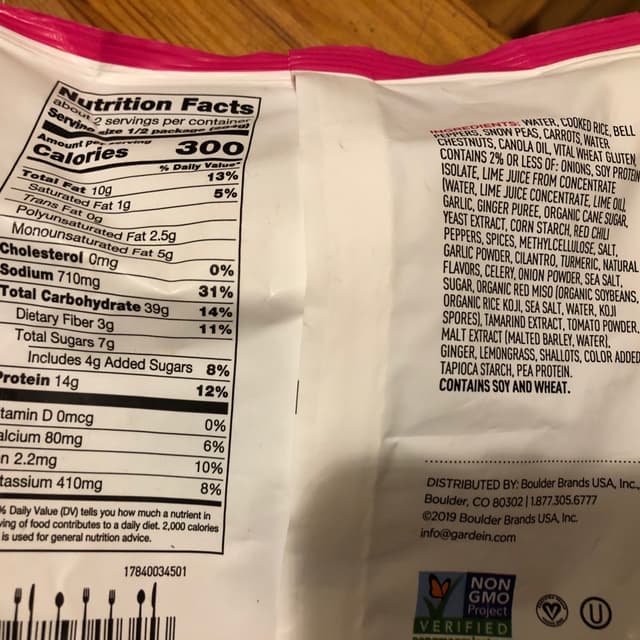 Nutrition Facts
about 2 servings per container
Serving size 1/2 package
Amount per serving
Calories 300
% Daily Value*
Total Fat 10g 13%
Saturated Fat 1g 5%
Trans Fat 0g
Polyunsaturated Fat 2.5g
Monounsaturated Fat 5g
Cholesterol 0mg 0%
Sodium 710mg 31%
Total Carbohydrate 39g 14%
Dietary Fiber 3g 11%
Total Sugars 7g
Includes 4g Added Sugars 8%
Protein 14g 12%
tamin D 0mcg 0%
alcium 80mg 6%
n 2.2mg 10%
tassium 410mg 8%
% Daily Value (DV) tells you how much a nutrient in
ving of food contributes to a daily diet. 2,000 calories
is used for general nutrition advice.
17840034501
INGREDIENTS: WATER, COOKED RICE, BELL
PEPPERS, SNOW PEAS, CARROTS, WATER
CHESTNUTS, CANOLA OIL, VITAL WHEAT GLUTEN
CONTAINS 2% OR LESS OF: ONIONS, SOY PROTEIN
ISOLATE, LIME JUICE FROM CONCENTRATE
(WATER, LIME JUICE CONCENTRATE, LIME OIL),
GARLIC, GINGER PUREE, ORGANIC CANE SUGAR,
YEAST EXTRACT, CORN STARCH, RED CHILI
PEPPERS, SPICES, METHYLCELLULOSE, SALT,
GARLIC POWDER, CILANTRO, TURMERIC, NATURAL
FLAVORS, CELERY, ONION POWDER, SEA SALT,
SUGAR, ORGANIC RED MISO (ORGANIC SOYBEANS,
ORGANIC RICE KOJI, SEA SALT, WATER, KOJI
SPORES), TAMARIND EXTRACT, TOMATO POWDER,
MALT EXTRACT (MALTED BARLEY, WATER),
GINGER, LEMONGRASS, SHALLOTS, COLOR ADDED
TAPIOCA STARCH, PEA PROTEIN.
CONTAINS SOY AND WHEAT.
DISTRIBUTED BY: Boulder Brands USA, Inc.,
Boulder, CO 80302 | 1.877.305.6777
©2019 Boulder Brands USA, Inc.
info@gardein.com
NON
GMO
Project
VERIFIED
V
U